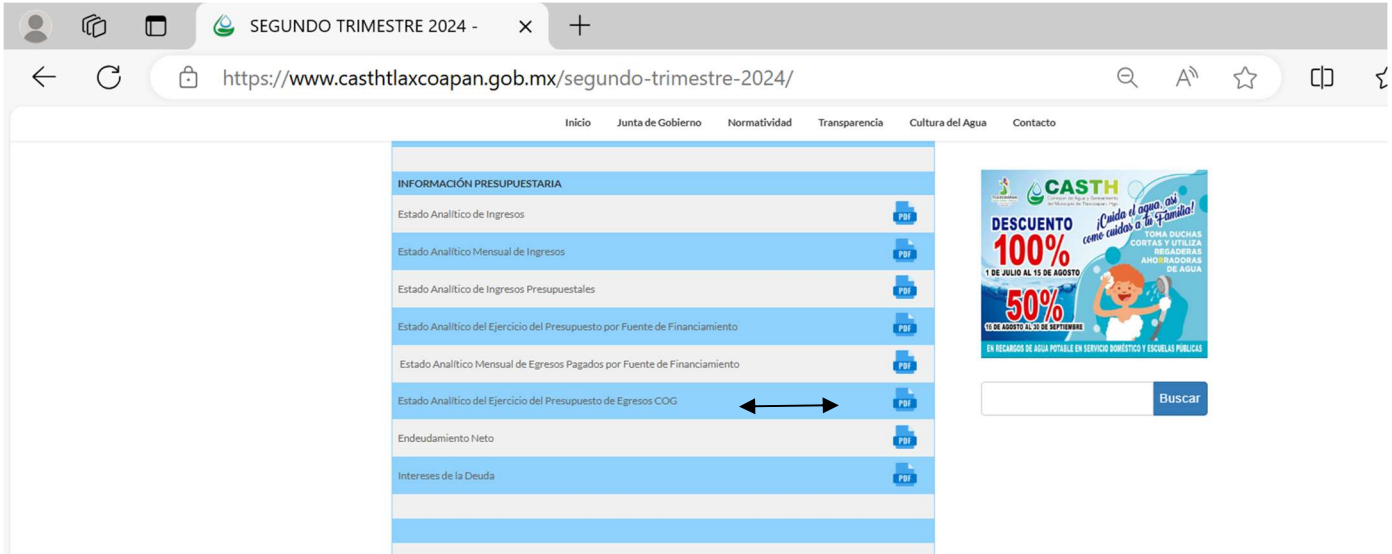 SEGUNDO TRIMESTRE 2024 -
https://www.casthtlaxcoapan.gob.mx/segundo-trimestre-2024/
Inicio Junta de Gobierno Normatividad Transparencia Cultura del Agua Contacto
INFORMACIÓN PRESUPUESTARIA
Estado Analítico de Ingresos PDF
Estado Analítico Mensual de Ingresos PDF
Estado Analítico de Ingresos Presupuestales PDF
Estado Analítico del Ejercicio del Presupuesto por Fuente de Financiamiento PDF
Estado Analítico Mensual de Egresos Pagados por Fuente de Financiamiento PDF
Estado Analítico del Ejercicio del Presupuesto de Egresos COG PDF
Endeudamiento Neto PDF
Intereses de la Deuda PDF
CASTH
¡Cuida el agua, asi
como cuidas a tu Familia!
DESCUENTO
100%
1 DE JULIO AL 15 DE AGOSTO
50%
16 DE AGOSTO AL 30 DE SEPTIEMBRE
TOMA DUCHAS
CORTAS Y UTILIZA
REGADERAS
AHORRADORAS
DE AGUA
EN RECARGOS DE AGUA POTABLE EN SERVICIO DOMÉSTICO Y ESCUELAS PÚBLICAS
Buscar